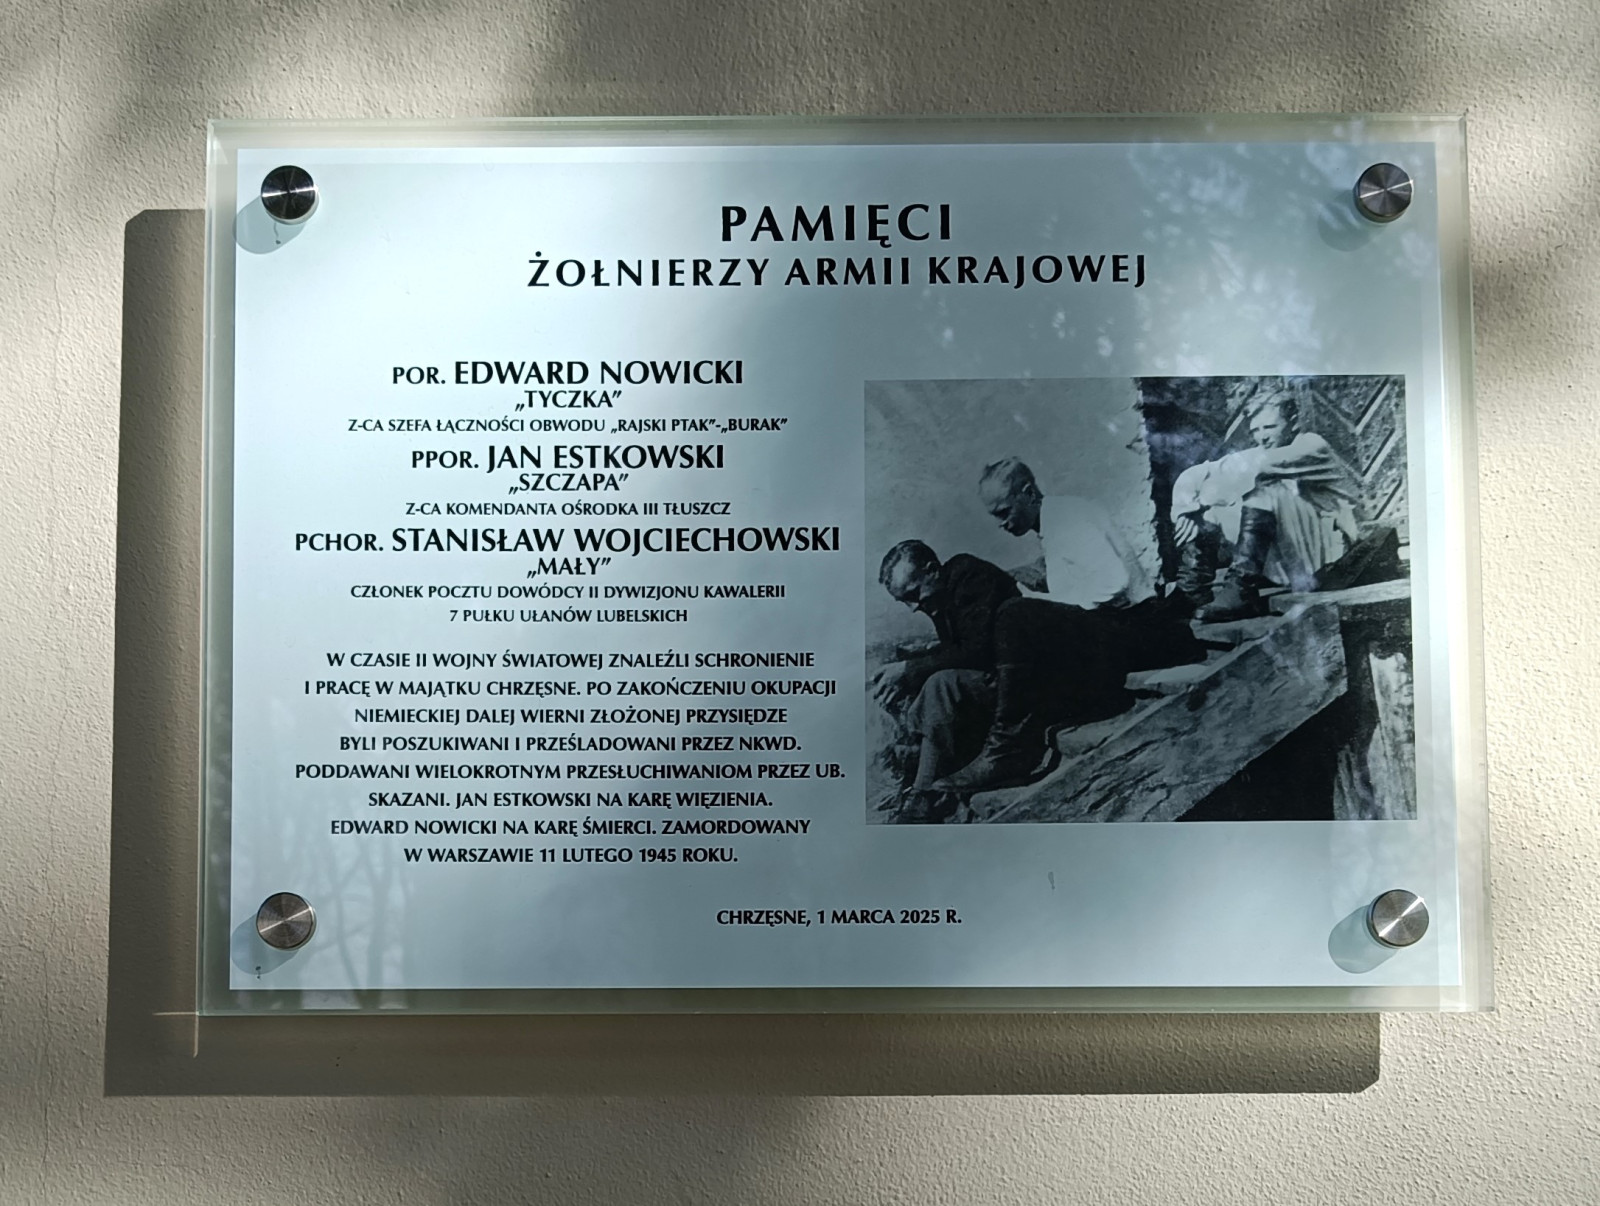 PAMIĘCI
ŻOŁNIERZY ARMII KRAJOWEJ
POR. EDWARD NOWICKI
„TYCZKA”
Z-CA SZEFA ŁĄCZNOŚCI OBWODU „RAJSKI PTAK”-„BURAK”
PPOR. JAN ESTKOWSKI
„SZCZAPA”
Z-CA KOMENDANTA OŚRODKA III TŁUSZCZ
PCHOR. STANISŁAW WOJCIECHOWSKI
„MAŁY”
CZŁONEK POCZTU DOWÓDCY II DYWIZJONU KAWALERII
7 PUŁKU UŁANÓW LUBELSKICH
W CZASIE II WOJNY ŚWIATOWEJ ZNALEŹLI SCHRONIENIE
I PRACĘ W MAJĄTKU CHRZĘSNE. PO ZAKOŃCZENIU OKUPACJI
NIEMIECKIEJ DALEJ WIERNI ZŁOŻONEJ PRZYSIĘDZE
BYLI POSZUKIWANI I PRZEŚLADOWANI PRZEZ NKWD.
PODDAWANI WIELOKROTNYM PRZESŁUCHIWANIOM PRZEZ UB.
SKAZANI. JAN ESTKOWSKI NA KARĘ WIĘZIENIA.
EDWARD NOWICKI NA KARĘ ŚMIERCI. ZAMORDOWANY
W WARSZAWIE 11 LUTEGO 1945 ROKU.
CHRZĘSNE, 1 MARCA 2025 R.